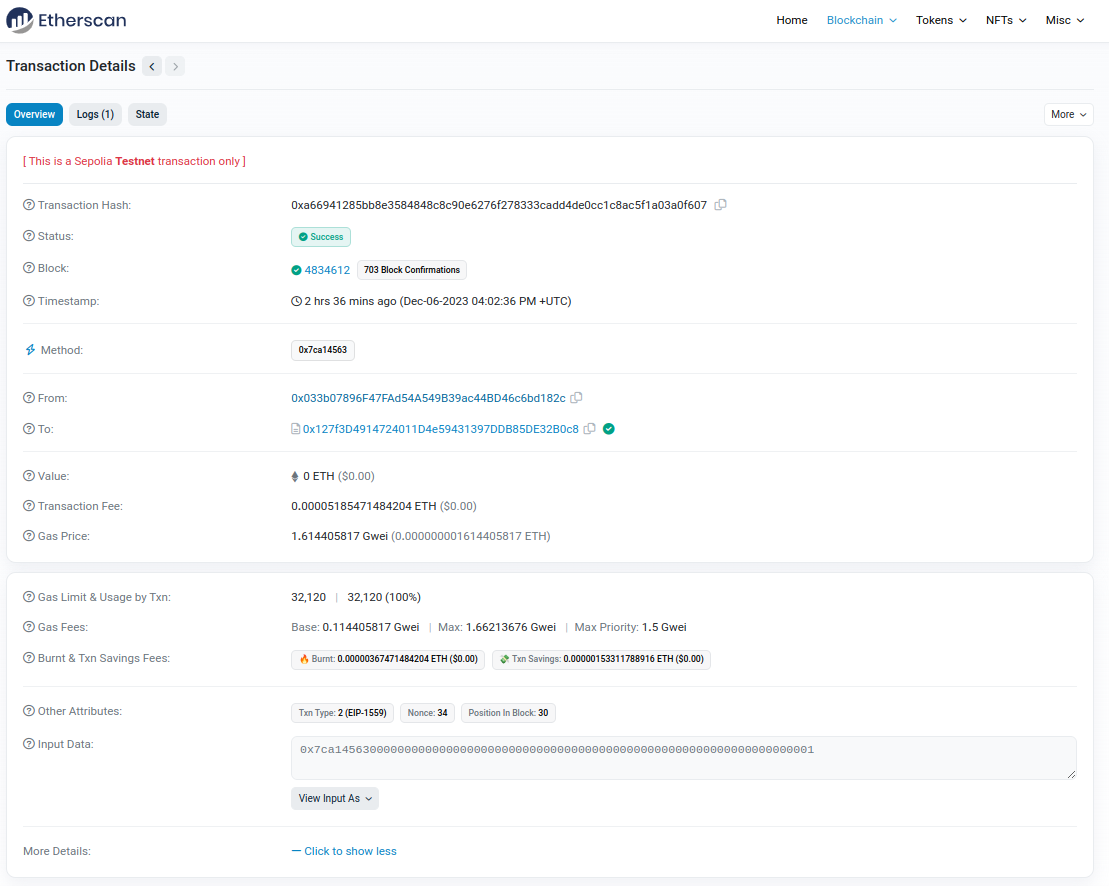 Etherscan
Home Blockchain Tokens NFTs Misc
Transaction Details
Overview Logs (1) State More
[ This is a Sepolia Testnet transaction only ]
Transaction Hash: 0xa66941285bb8e3584848c8c90e6276f278333cadd4de0cc1c8ac5f1a03a0f607
Status: Success
Block: 4834612 703 Block Confirmations
Timestamp: 2 hrs 36 mins ago (Dec-06-2023 04:02:36 PM +UTC)
Method: 0x7ca14563
From: 0x033b07896F47FAd54A549B39ac44BD46c6bd182c
To: 0x127f3D4914724011D4e59431397DDB85DE32B0c8
Value: 0 ETH ($0.00)
Transaction Fee: 0.00005185471484204 ETH ($0.00)
Gas Price: 1.614405817 Gwei (0.000000001614405817 ETH)
Gas Limit & Usage by Txn: 32,120 | 32,120 (100%)
Gas Fees: Base: 0.114405817 Gwei | Max: 1.66213676 Gwei | Max Priority: 1.5 Gwei
Burnt & Txn Savings Fees: Burnt: 0.00000367471484204 ETH ($0.00) Txn Savings: 0.00000153311788916 ETH ($0.00)
Other Attributes: Txn Type: 2 (EIP-1559) Nonce: 34 Position In Block: 30
Input Data: 0x7ca145630000000000000000000000000000000000000000000000000000000000000001
View Input As
More Details: — Click to show less